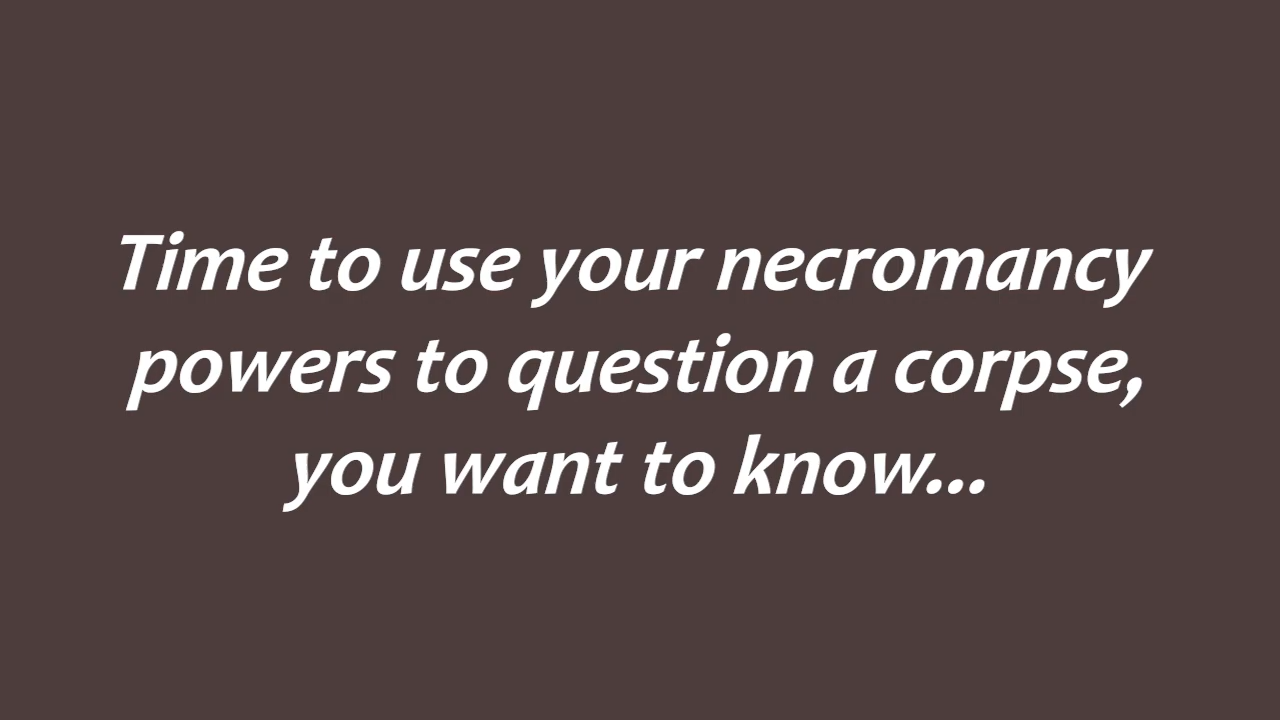 Time to use your necromancy
powers to question a corpse,
you want to know...